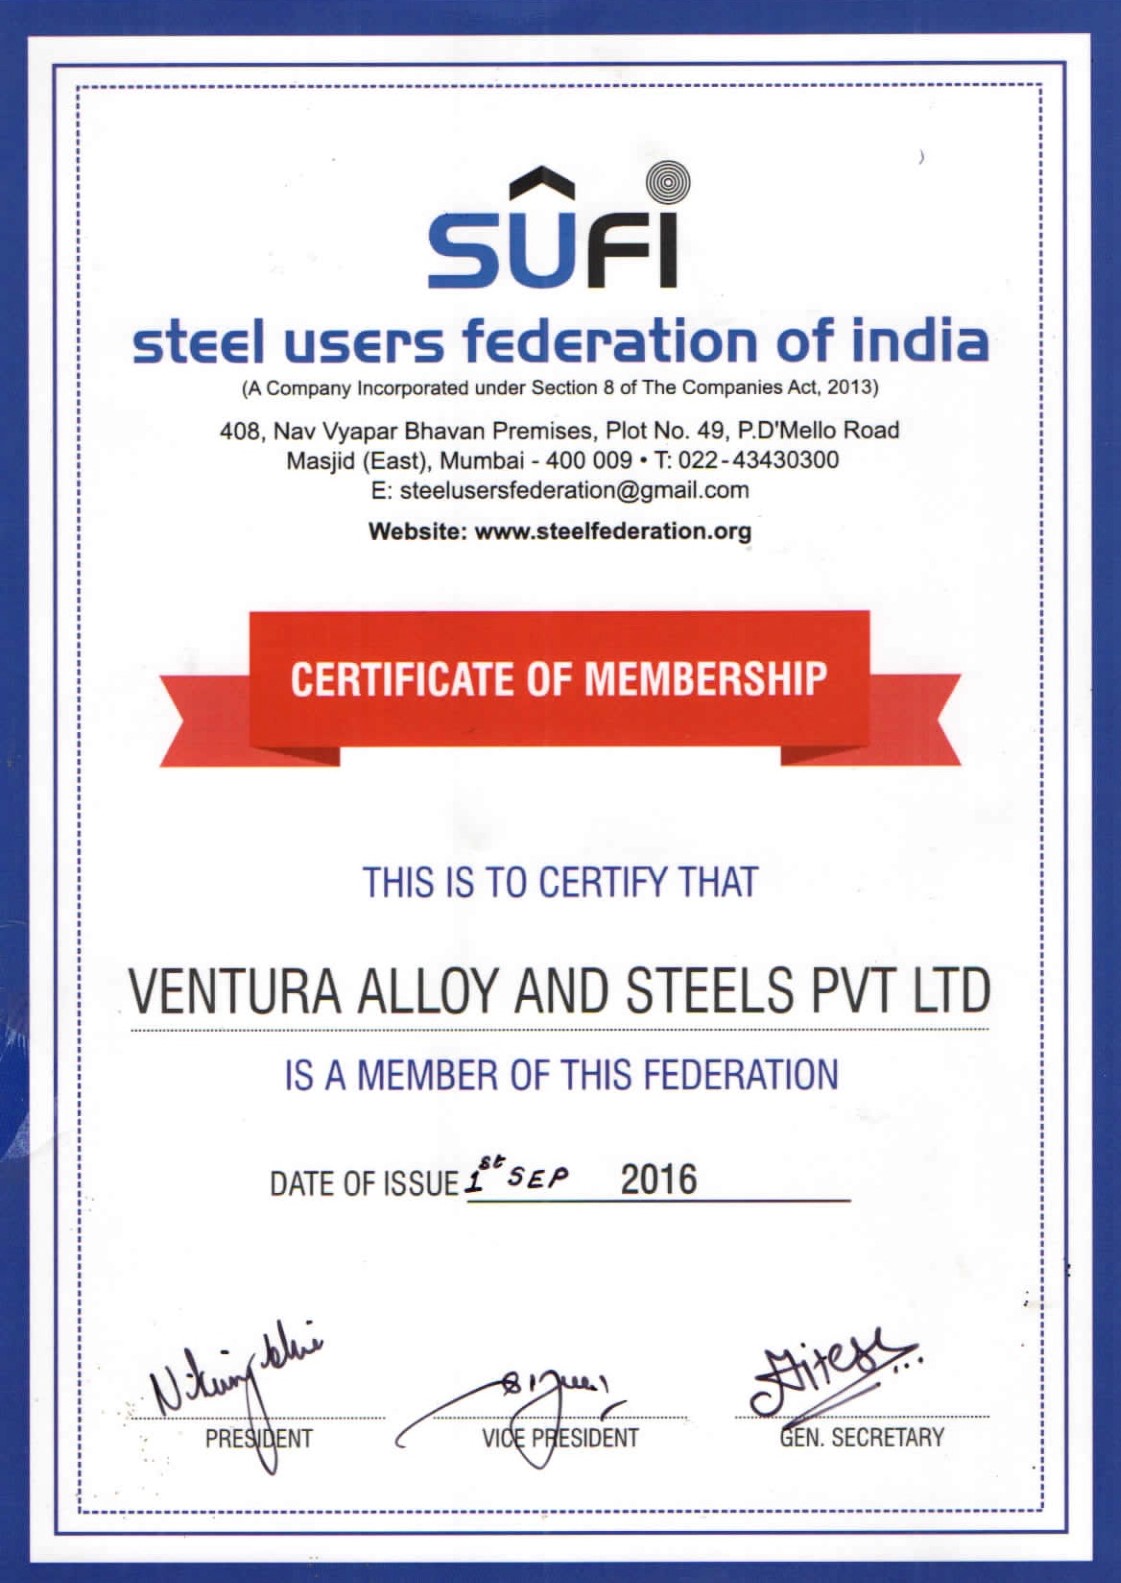 SUFI
steel users federation of india
(A Company Incorporated under Section 8 of The Companies Act, 2013)
408, Nav Vyapar Bhavan Premises, Plot No. 49, P.D'Mello Road
Masjid (East), Mumbai - 400 009 • T: 022-43430300
E: steelusersfederation@gmail.com
Website: www.steelfederation.org
CERTIFICATE OF MEMBERSHIP
THIS IS TO CERTIFY THAT
VENTURA ALLOY AND STEELS PVT LTD
IS A MEMBER OF THIS FEDERATION
DATE OF ISSUE 1st SEP 2016
PRESIDENT VICE PRESIDENT GEN. SECRETARY